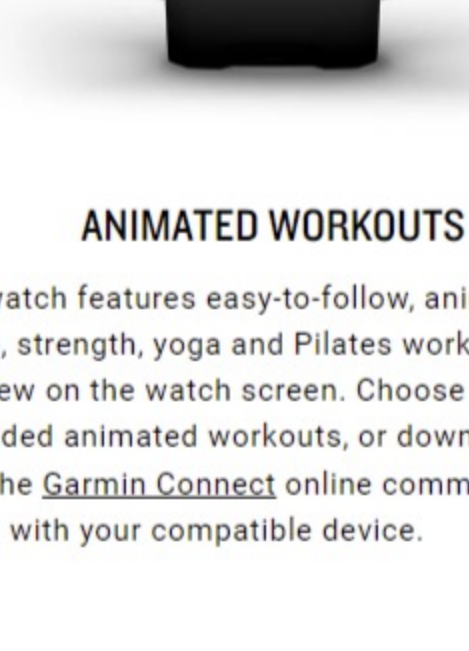 ANIMATED WORKOUTS
watch features easy-to-follow, ani
, strength, yoga and Pilates work
ew on the watch screen. Choose
ded animated workouts, or down
he Garmin Connect online comm
with your compatible device.